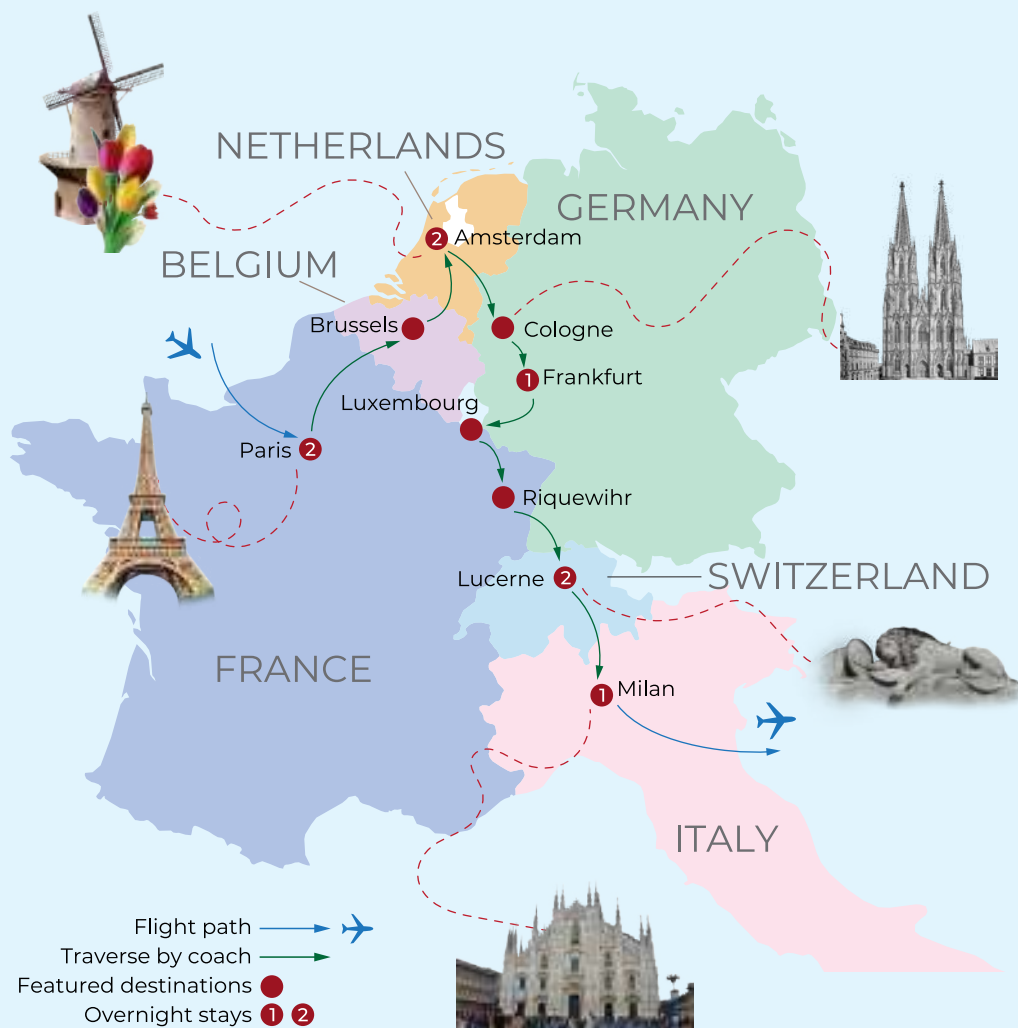 NETHERLANDS
GERMANY
2 Amsterdam
BELGIUM
Brussels
Cologne
1 Frankfurt
Luxembourg
Paris 2
Riquewihr
Lucerne 2
SWITZERLAND
FRANCE
1 Milan
ITALY
Flight path
Traverse by coach
Featured destinations
Overnight stays 1 2